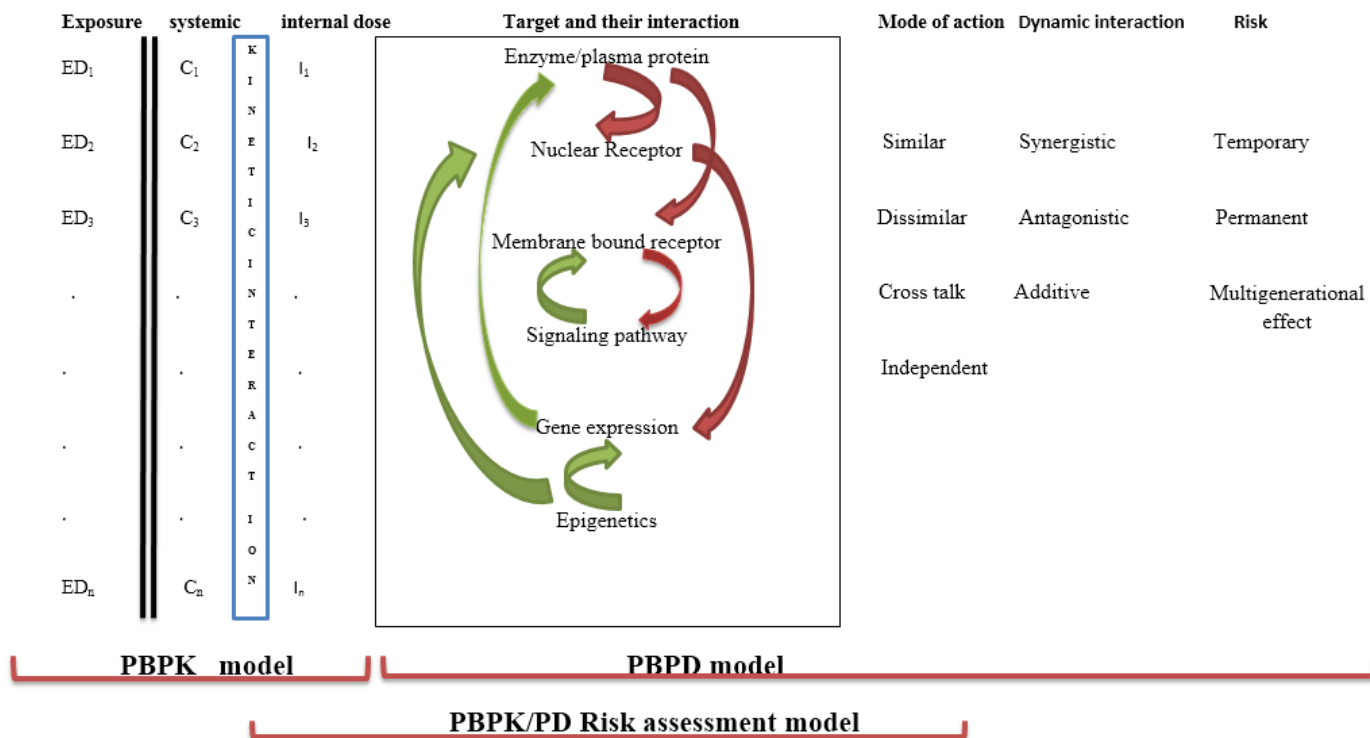 Exposure systemic internal dose Target and their interaction Mode of action Dynamic interaction Risk
Enzyme/plasma protein
ED1 C1 I1
ED2 C2 I2
Nuclear Receptor
Similar Synergistic Temporary
ED3 C3 I3
Dissimilar Antagonistic Permanent
Membrane bound receptor
. . .
Cross talk Additive Multigenerational
effect
Signaling pathway
. . .
Independent
Gene expression
. . .
. . .
Epigenetics
EDn Cn In
K
I
N
E
T
I
C
I
N
T
E
R
A
C
T
I
O
N
PBPK model PBPD model
PBPK/PD Risk assessment model